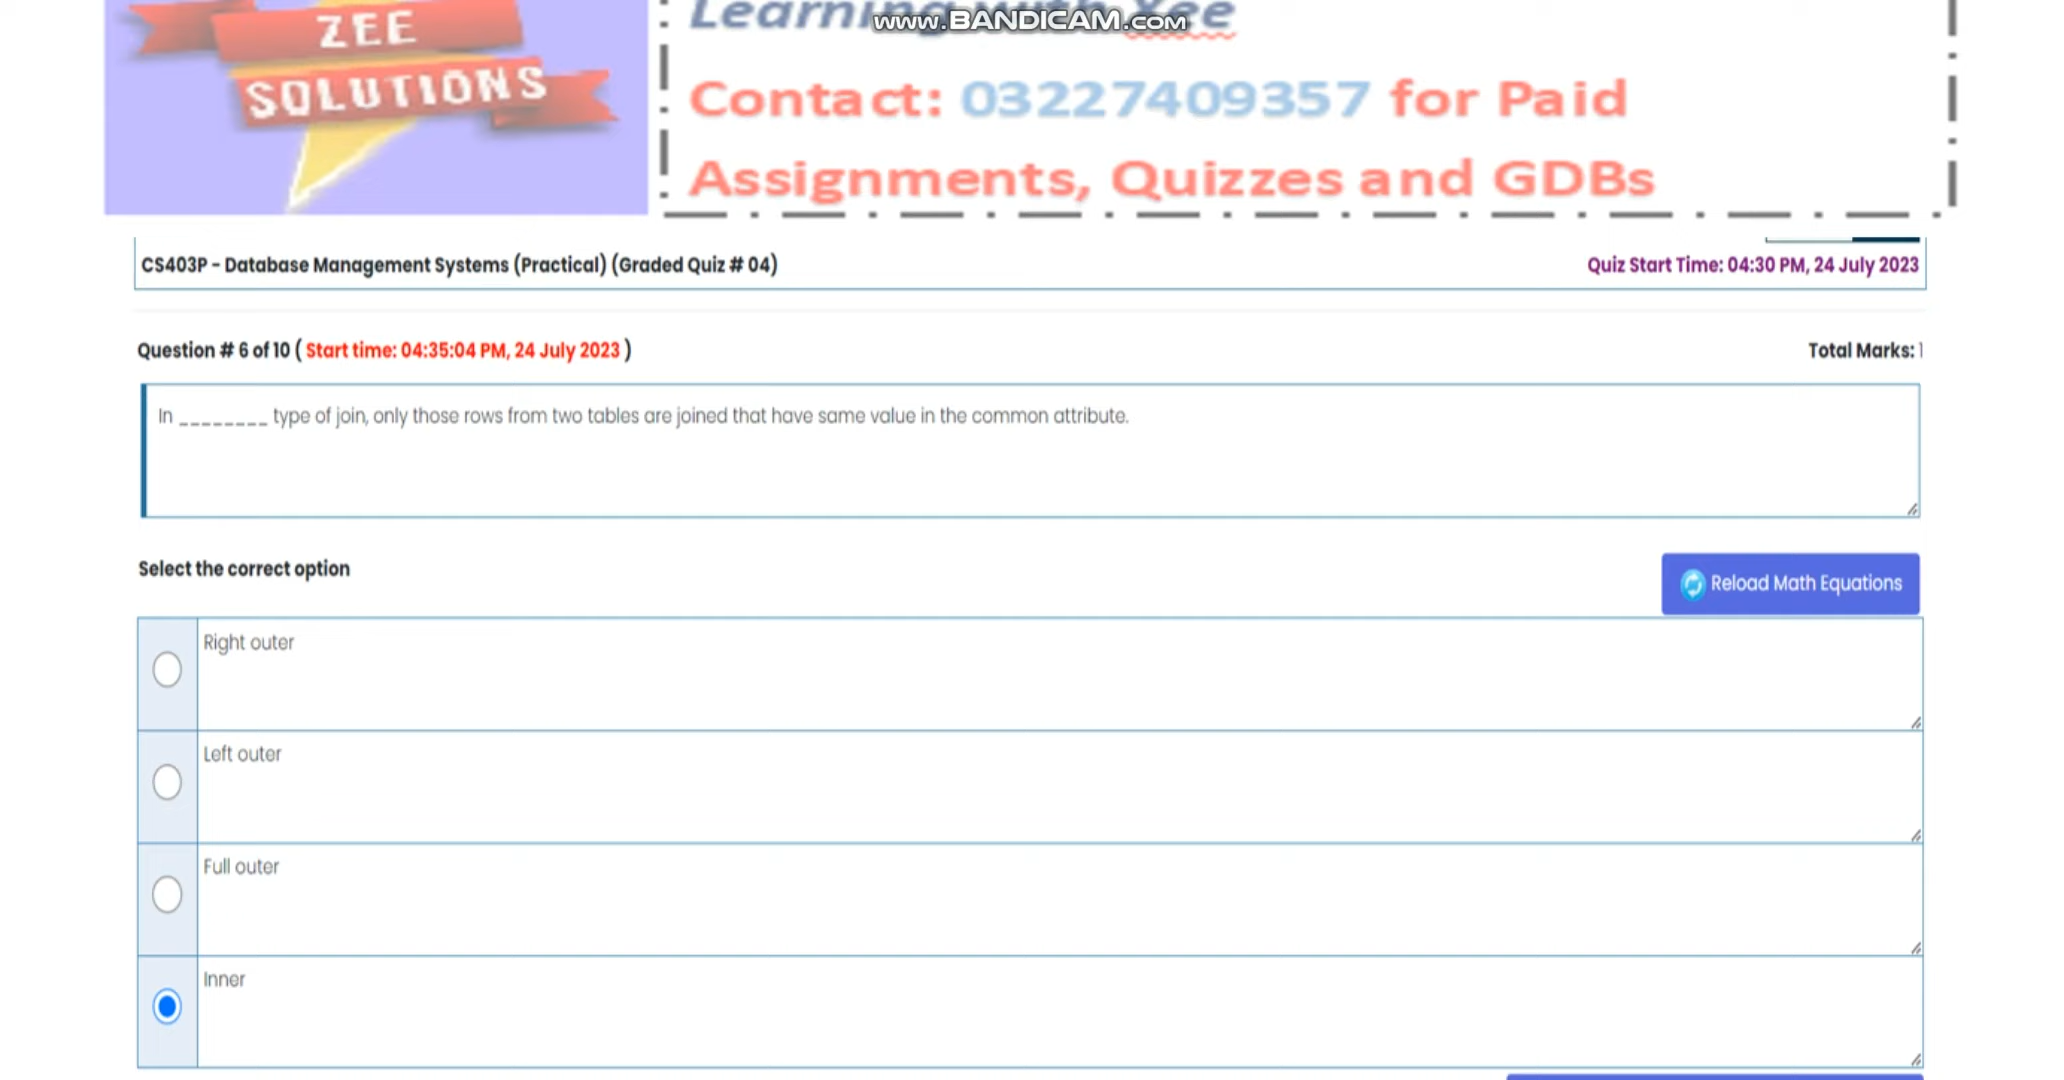 ZEE
SOLUTIONS
Learning with Xee
www.BANDICAM.com
Contact: 03227409357 for Paid
Assignments, Quizzes and GDBs
CS403P - Database Management Systems (Practical) (Graded Quiz # 04)
Quiz Start Time: 04:30 PM, 24 July 2023
Question # 6 of 10 ( Start time: 04:35:04 PM, 24 July 2023 )
Total Marks: 1
In ________ type of join, only those rows from two tables are joined that have same value in the common attribute.
Select the correct option
Reload Math Equations
Right outer
Left outer
Full outer
Inner